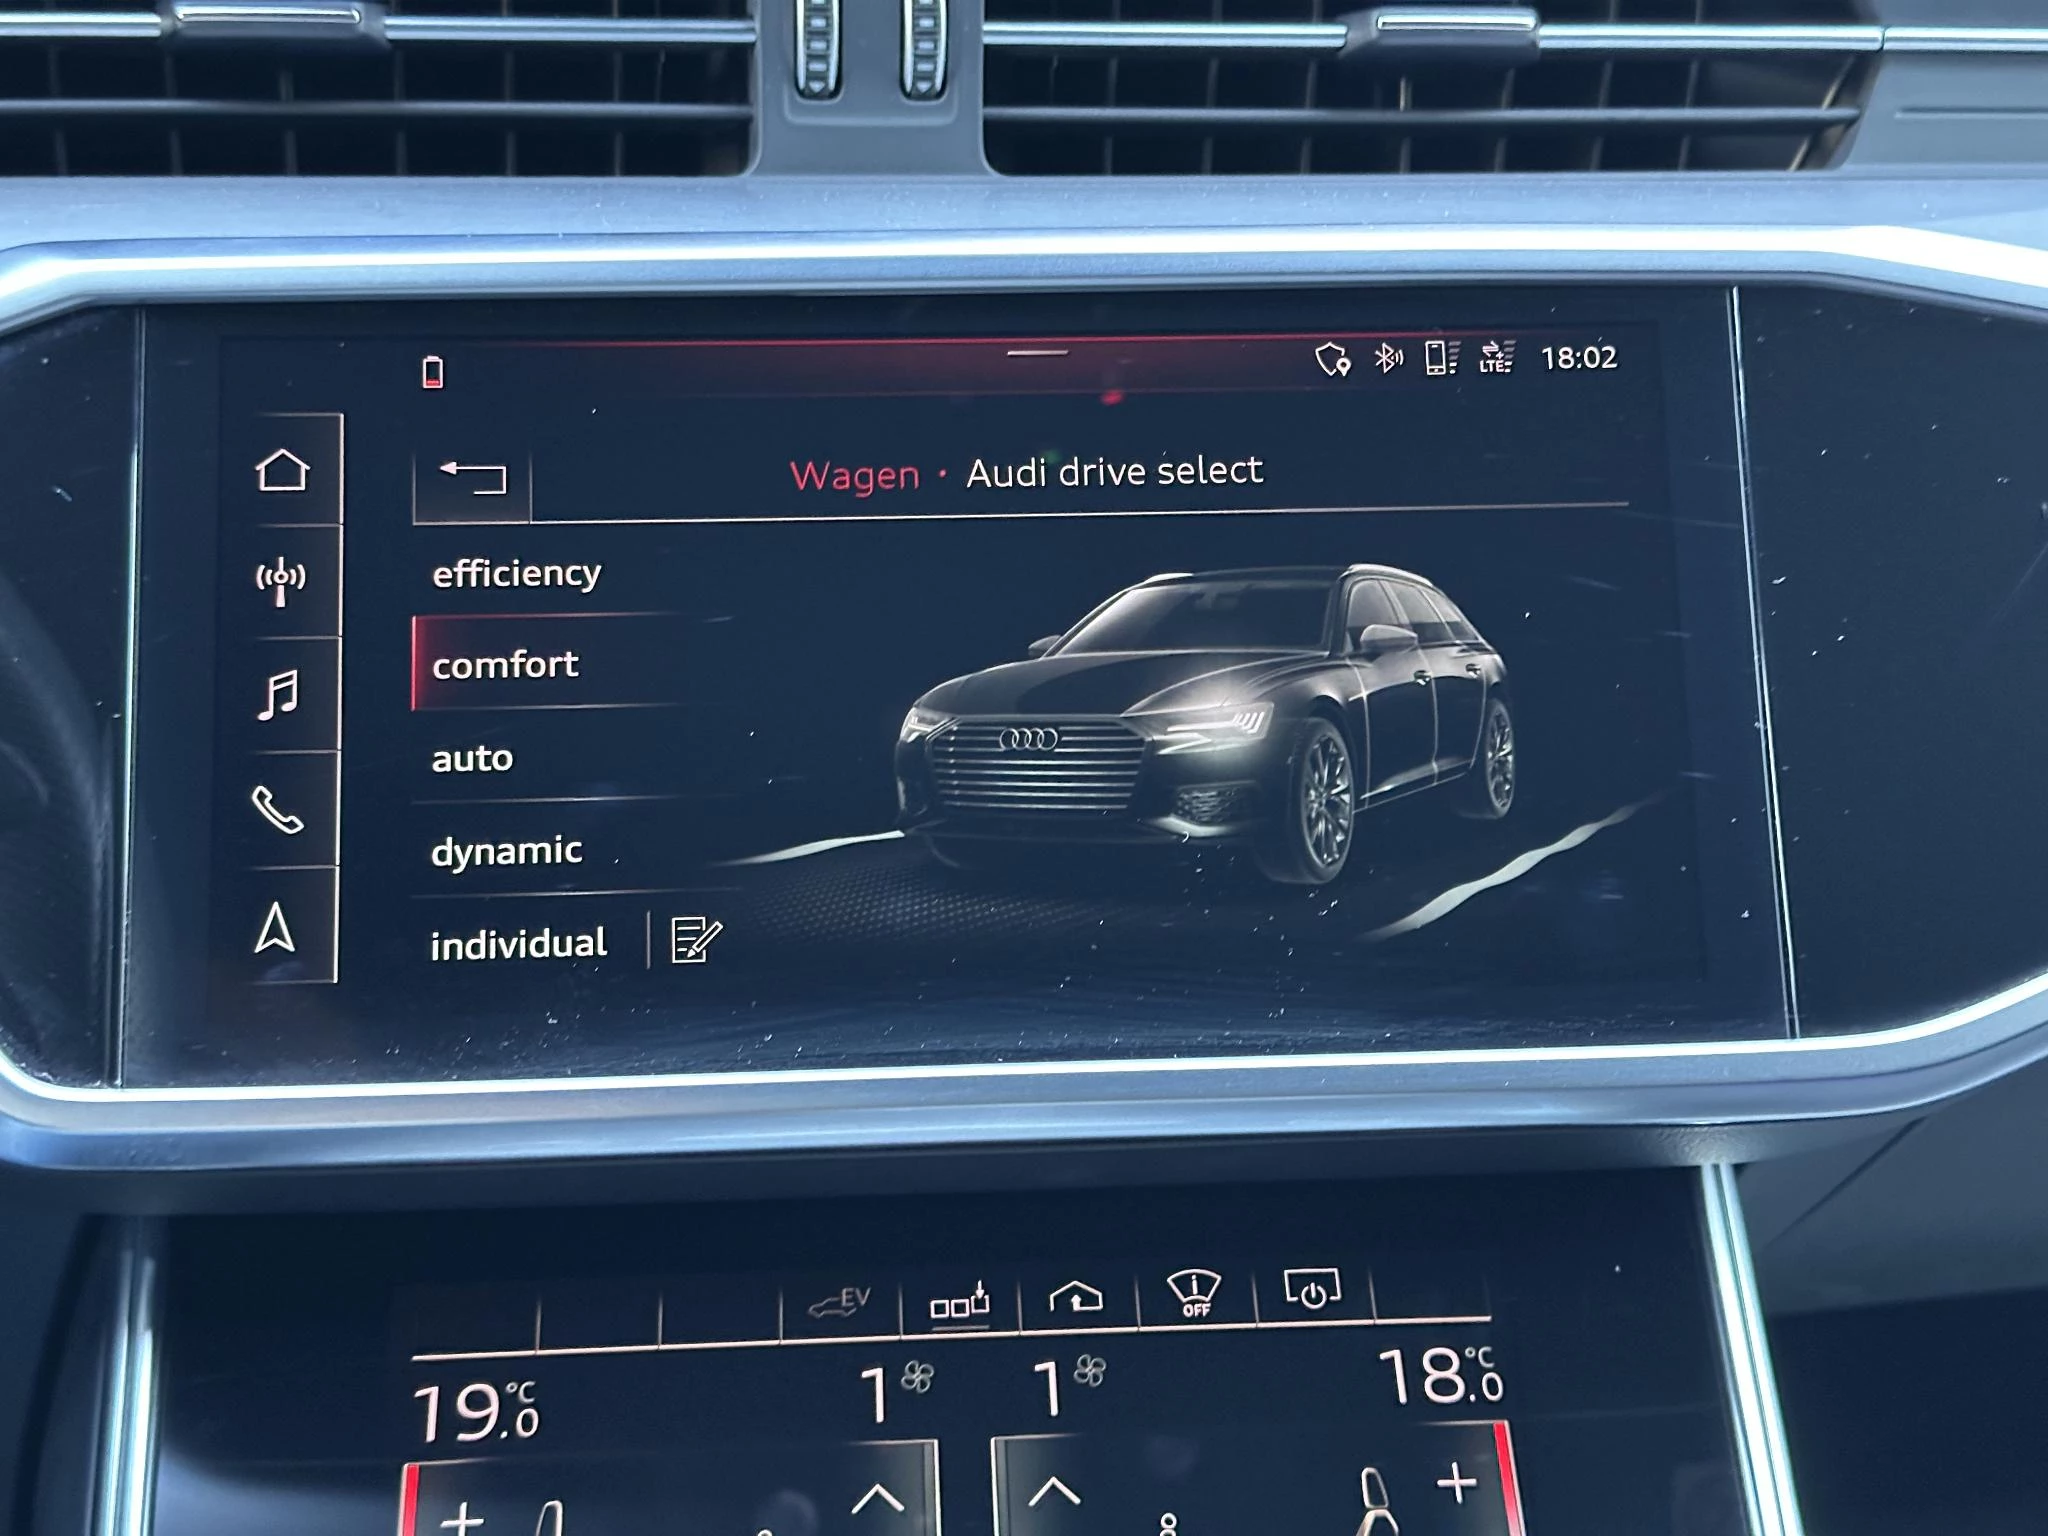 LTE 18:02
Wagen · Audi drive select
efficiency
comfort
auto
dynamic
individual
EV
OFF
19.0 °C 1 1 18.0 °C